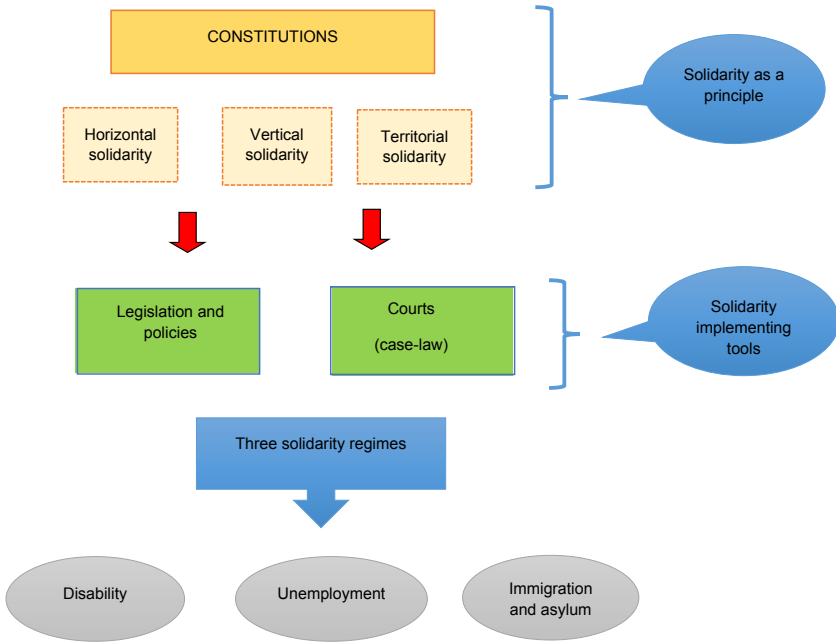 CONSTITUTIONS
Solidarity as a
principle
Horizontal
solidarity
Vertical
solidarity
Territorial
solidarity
Legislation and
policies
Courts
(case-law)
Solidarity
implementing
tools
Three solidarity regimes
Disability
Unemployment
Immigration
and asylum